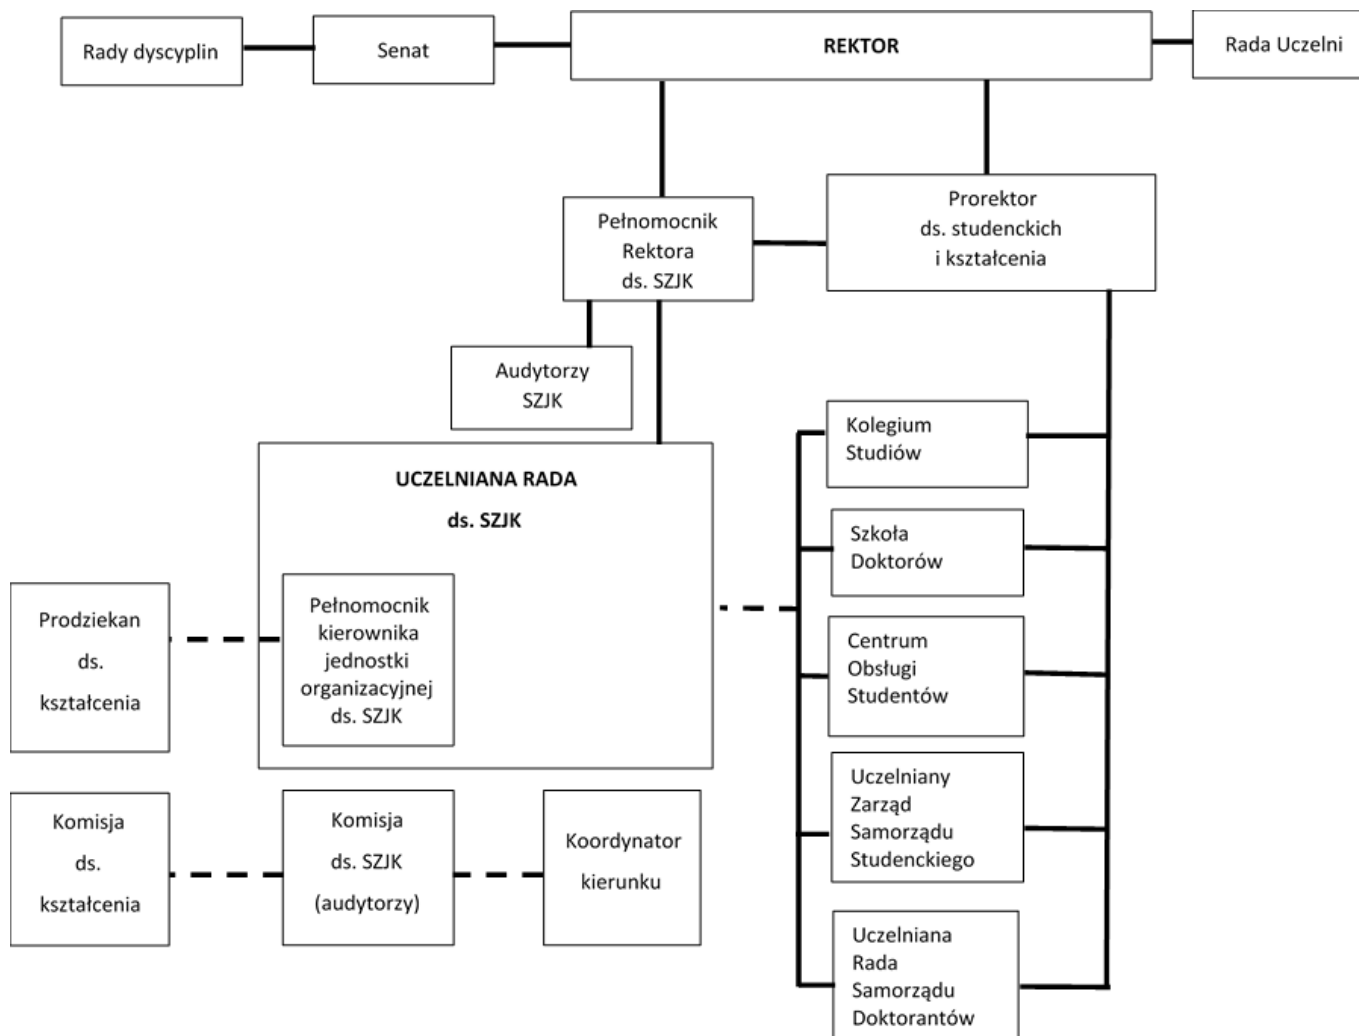 Rady dyscyplin
Senat
REKTOR
Rada Uczelni
Pełnomocnik
Rektora
ds. SZJK
Prorektor
ds. studenckich
i kształcenia
Audytorzy
SZJK
UCZELNIANA RADA
ds. SZJK
Pełnomocnik
kierownika
jednostki
organizacyjnej
ds. SZJK
Prodziekan
ds.
kształcenia
Komisja
ds.
kształcenia
Komisja
ds. SZJK
(audytorzy)
Koordynator
kierunku
Kolegium
Studiów
Szkoła
Doktorów
Centrum
Obsługi
Studentów
Uczelniany
Zarząd
Samorządu
Studenckiego
Uczelniana
Rada
Samorządu
Doktorantów